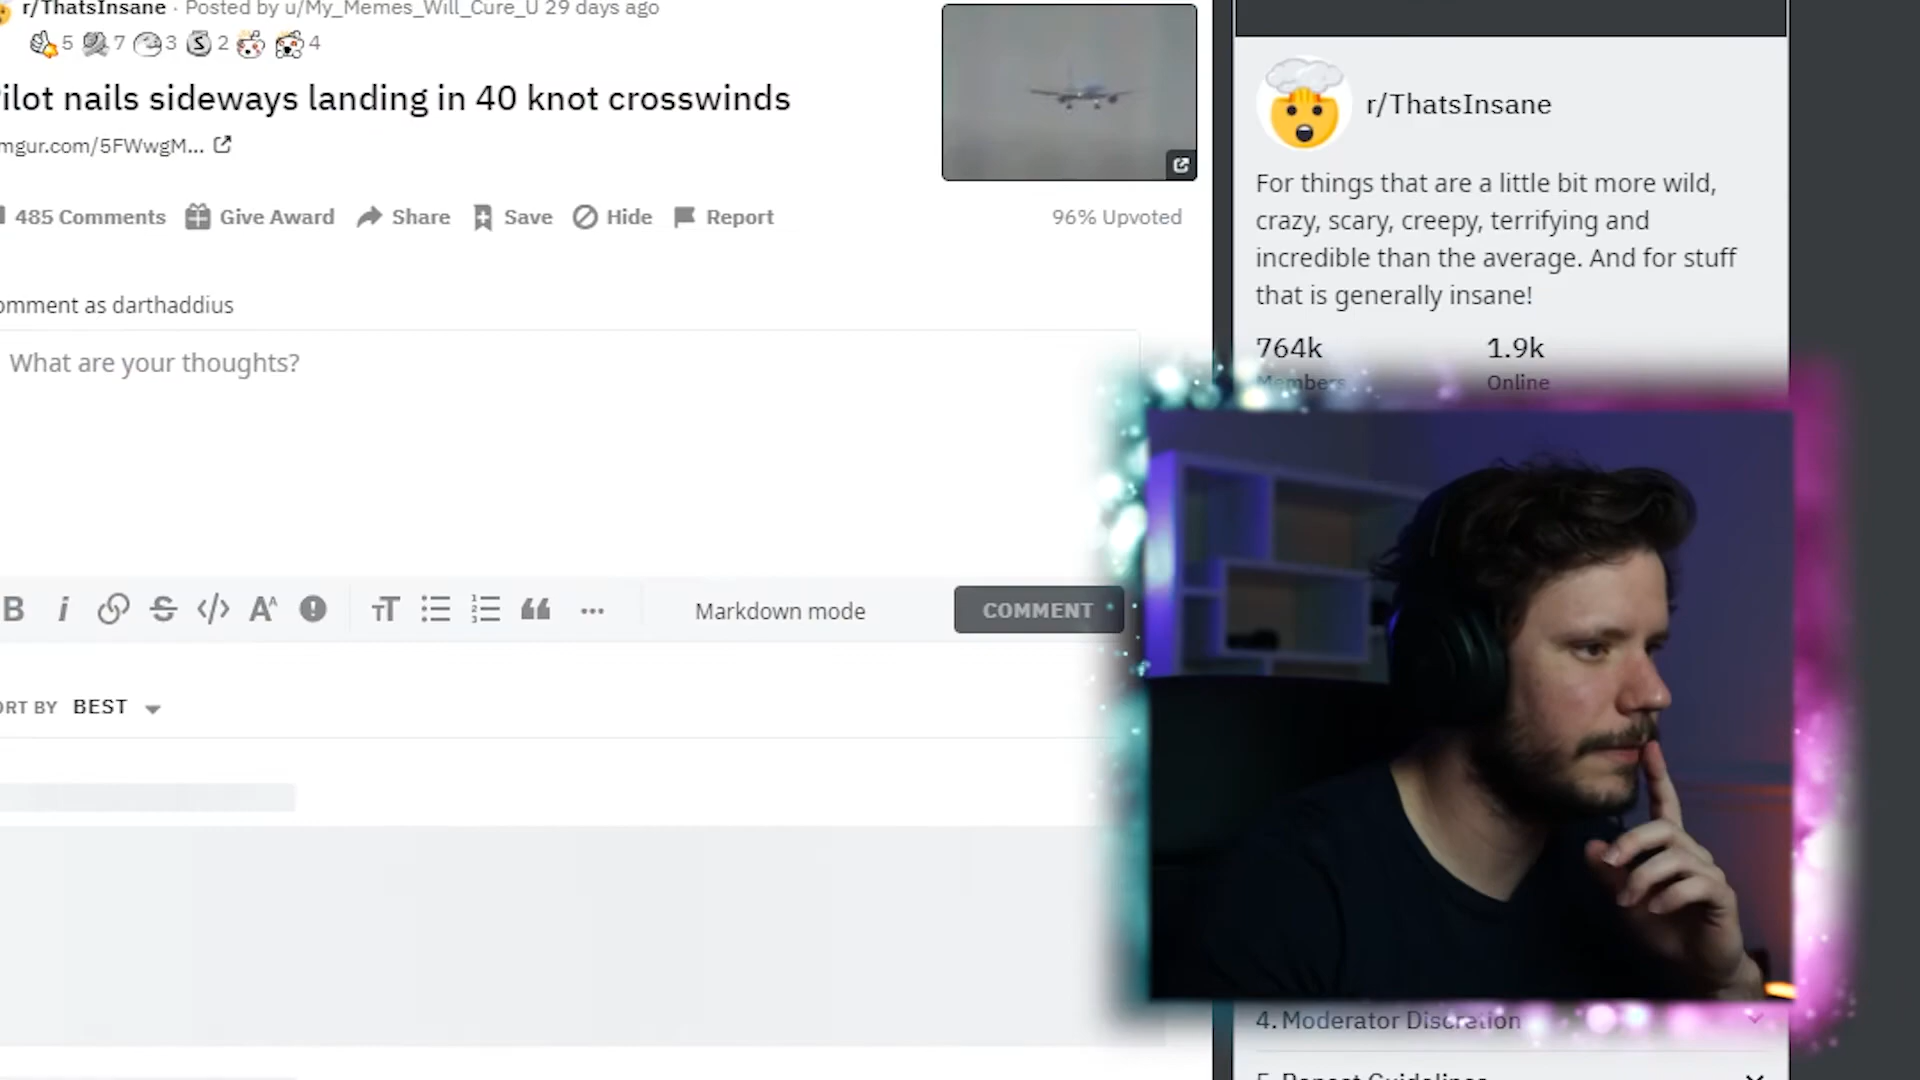 r/ThatsInsane · Posted by u/My_Memes_Will_Cure_U 29 days ago
5 7 3 2 4
ilot nails sideways landing in 40 knot crosswinds
mgur.com/5FWwgM...
485 Comments Give Award Share Save Hide Report 96% Upvoted
omment as darthaddius
What are your thoughts?
B i S </> A^A TT ... Markdown mode COMMENT
ORT BY BEST
r/ThatsInsane
For things that are a little bit more wild,
crazy, scary, creepy, terrifying and
incredible than the average. And for stuff
that is generally insane!
764k 1.9k
Members Online
4. Moderator Discretion